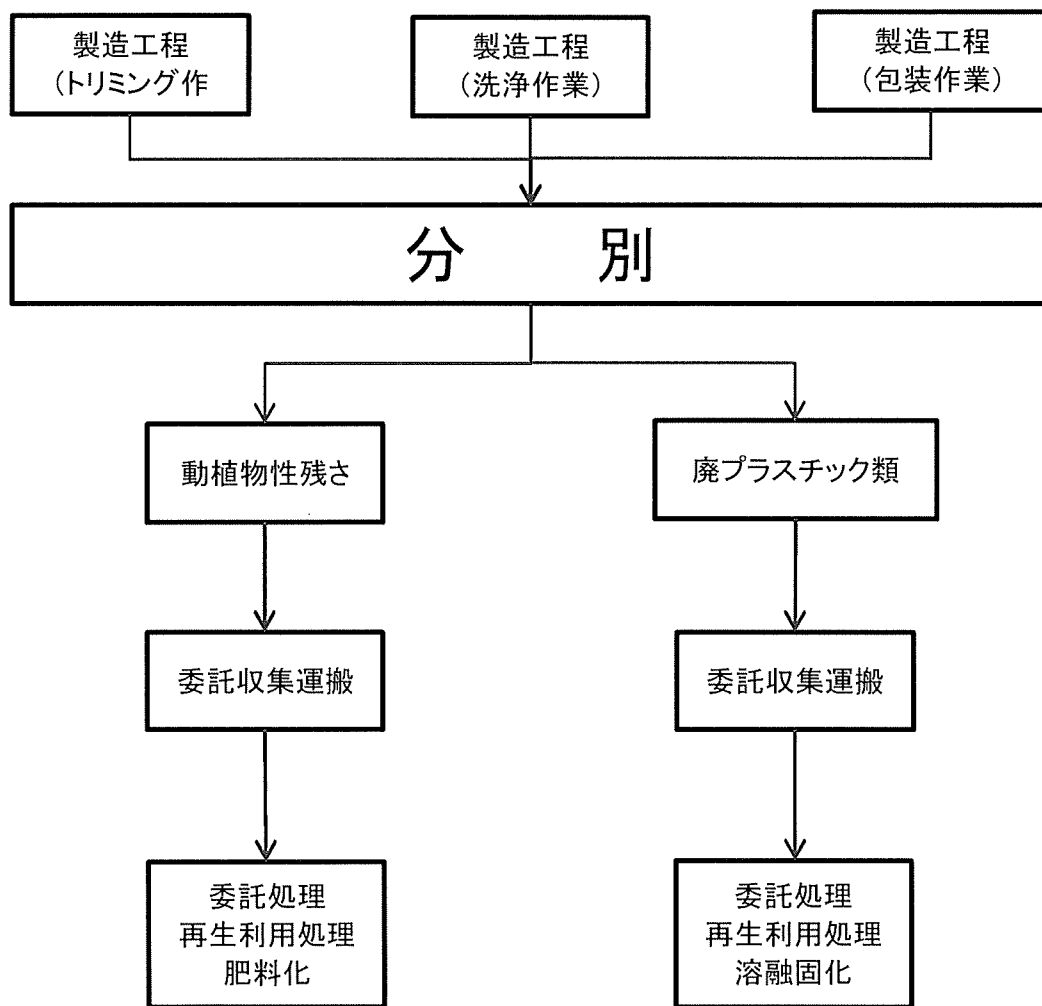 製造工程
(トリミング作
製造工程
(洗浄作業)
製造工程
(包装作業)
分 別
動植物性残さ
廃プラスチック類
委託収集運搬
委託収集運搬
委託処理
再生利用処理
肥料化
委託処理
再生利用処理
溶融固化